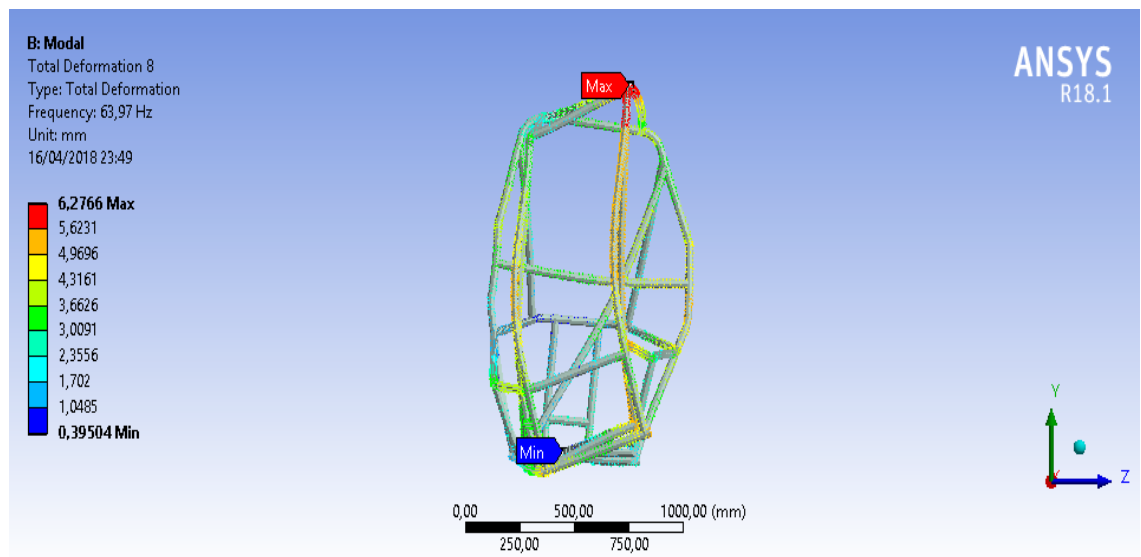 B: Modal
Total Deformation 8
Type: Total Deformation
Frequency: 63,97 Hz
Unit: mm
16/04/2018 23:49
6,2766 Max
5,6231
4,9696
4,3161
3,6626
3,0091
2,3556
1,702
1,0485
0,39504 Min
Max
Min
ANSYS
R18.1
Y
Z
X
0,00 500,00 1000,00 (mm)
250,00 750,00